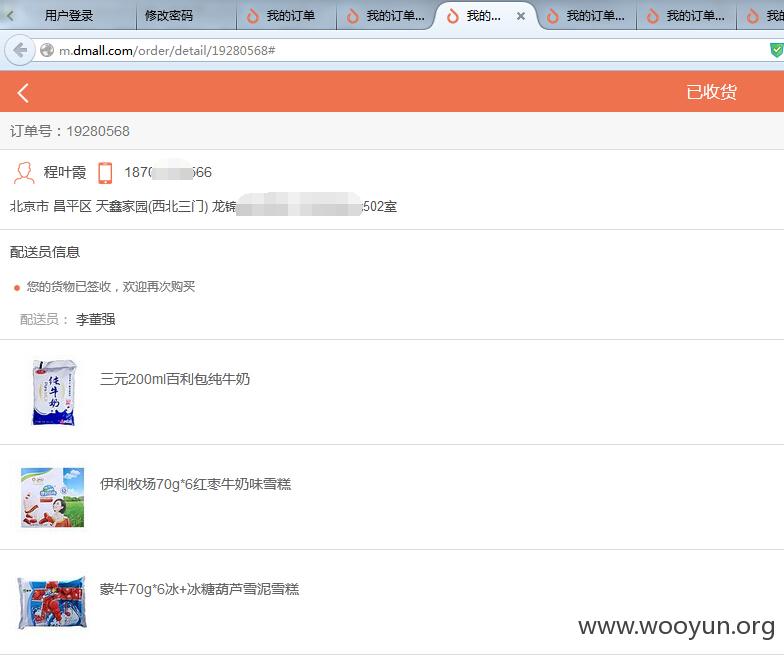 用户登录 修改密码 我的订单 我的订单... 我的... 我的订单... 我的订单... 我的
m.dmall.com/order/detail/19280568#
已收货
订单号：19280568
程叶霞 1870 566
北京市 昌平区 天鑫家园(西北三门) 龙锦 502室
配送员信息
您的货物已签收，欢迎再次购买
配送员： 李董强
三元200ml百利包纯牛奶
纯牛奶
伊利牧场70g*6红枣牛奶味雪糕
蒙牛70g*6冰+冰糖葫芦雪泥雪糕
www.wooyun.org